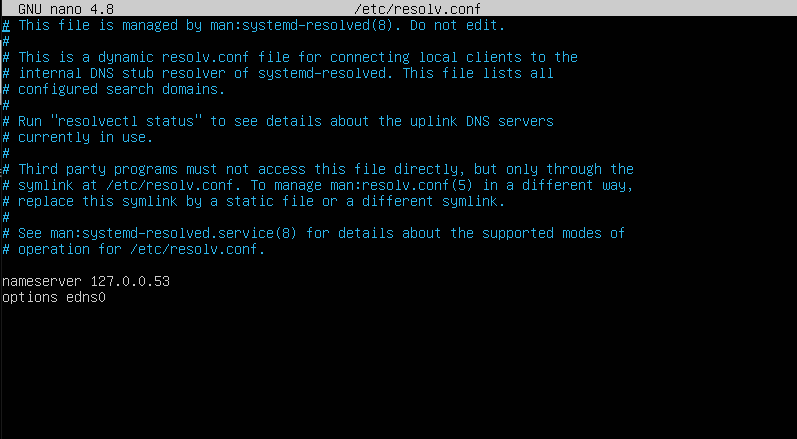 GNU nano 4.8 /etc/resolv.conf
# This file is managed by man:systemd-resolved(8). Do not edit.
#
# This is a dynamic resolv.conf file for connecting local clients to the
# internal DNS stub resolver of systemd-resolved. This file lists all
# configured search domains.
#
# Run "resolvectl status" to see details about the uplink DNS servers
# currently in use.
#
# Third party programs must not access this file directly, but only through the
# symlink at /etc/resolv.conf. To manage man:resolv.conf(5) in a different way,
# replace this symlink by a static file or a different symlink.
#
# See man:systemd-resolved.service(8) for details about the supported modes of
# operation for /etc/resolv.conf.
nameserver 127.0.0.53
options edns0